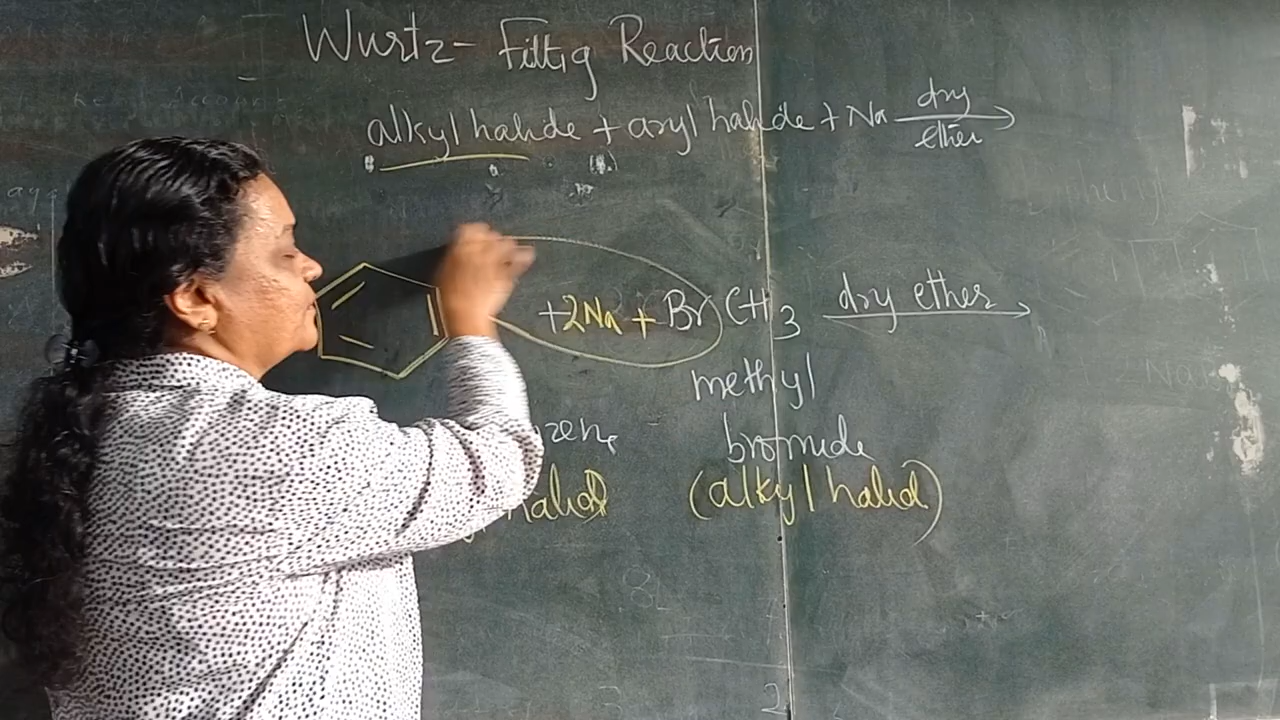 Wurtz - Fittig Reaction
alkyl halide + aryl halide + Na dry ether
+ 2Na + Br CH3 dry ether
methyl
bromide
(alkyl halid)